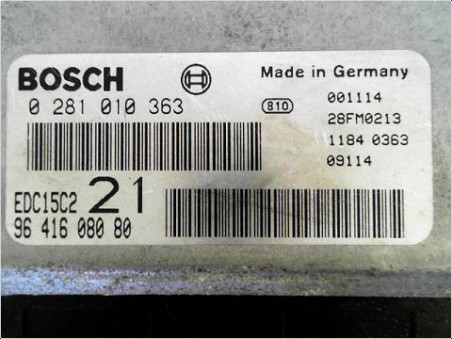 BOSCH
Made in Germany
0 281 010 363
810
001114
28FM0213
1184 0363
09114
EDC15C2 21
96 416 080 80